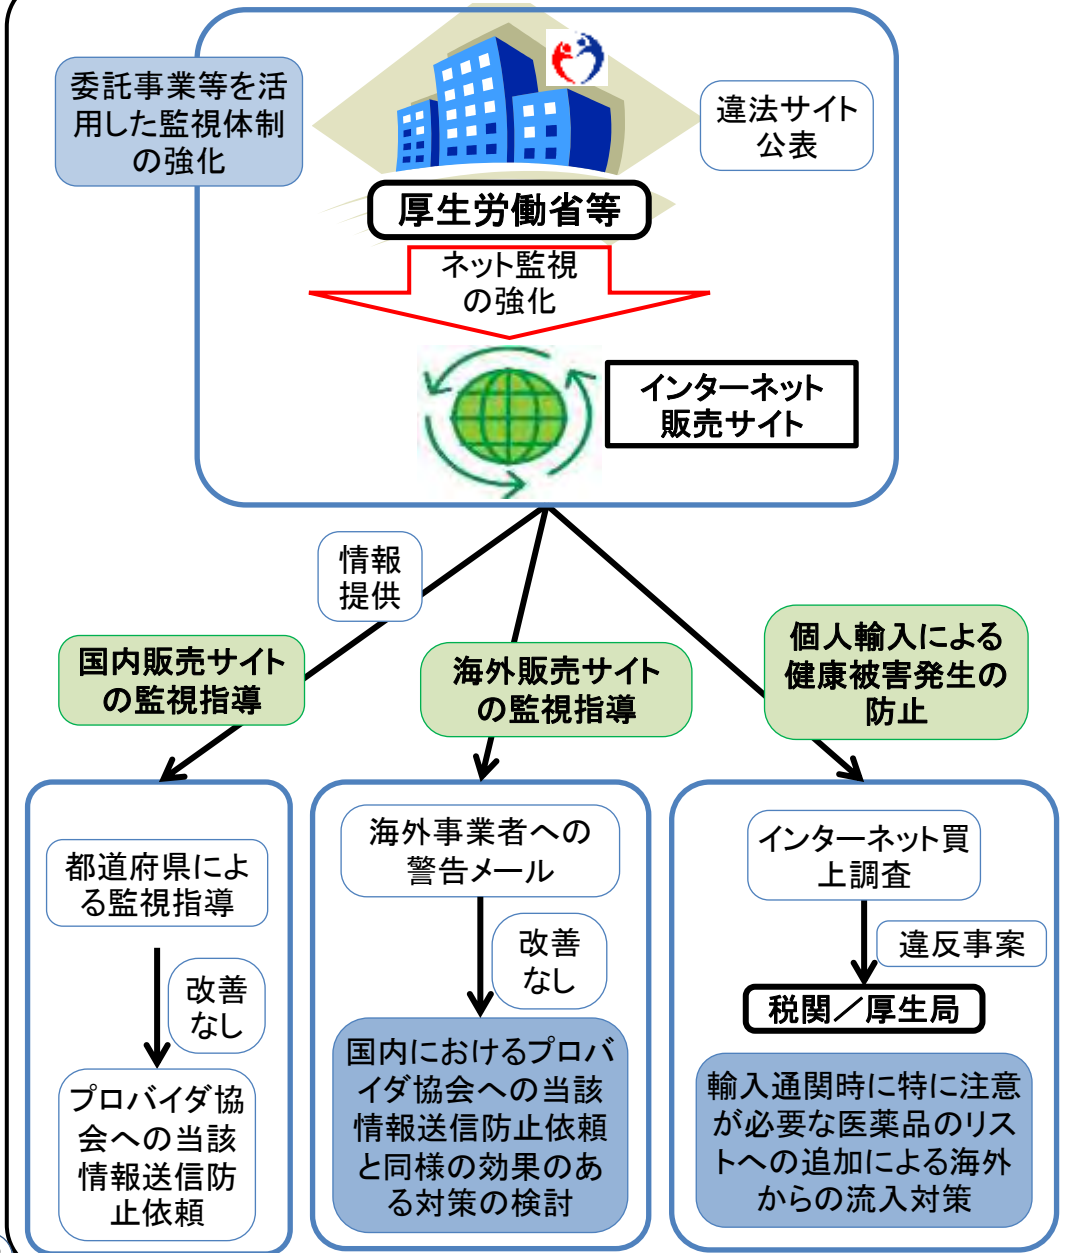 委託事業等を活
用した監視体制
の強化
違法サイト
公表
厚生労働省等
ネット監視
の強化
インターネット
販売サイト
情報
提供
国内販売サイト
の監視指導
海外販売サイト
の監視指導
個人輸入による
健康被害発生の
防止
都道府県によ
る監視指導
改善
なし
プロバイダ協
会への当該
情報送信防
止依頼
海外事業者への
警告メール
改善
なし
国内におけるプロバ
イダ協会への当該
情報送信防止依頼
と同様の効果のあ
る対策の検討
インターネット買
上調査
違反事案
税関／厚生局
輸入通関時に特に注意
が必要な医薬品のリス
トへの追加による海外
からの流入対策